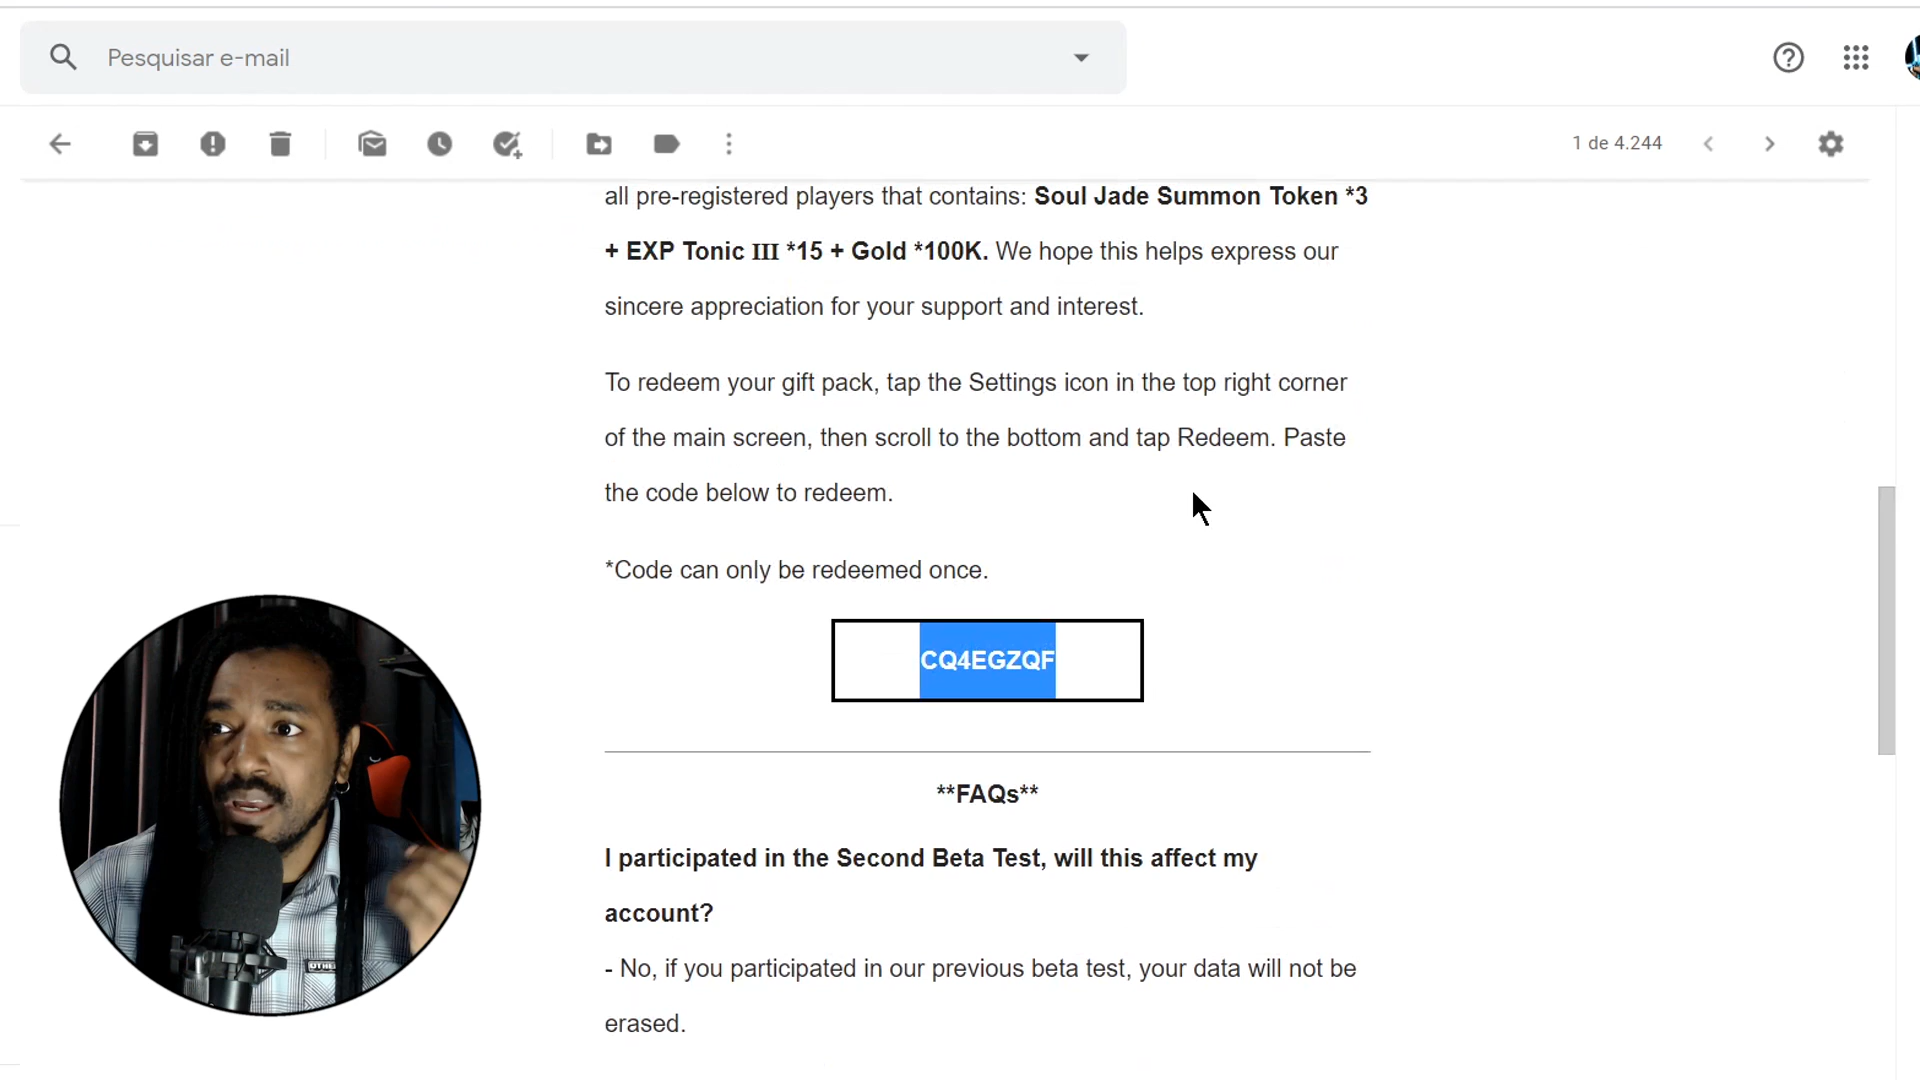 Pesquisar e-mail
1 de 4.244
all pre-registered players that contains: Soul Jade Summon Token *3
+ EXP Tonic III *15 + Gold *100K. We hope this helps express our
sincere appreciation for your support and interest.
To redeem your gift pack, tap the Settings icon in the top right corner
of the main screen, then scroll to the bottom and tap Redeem. Paste
the code below to redeem.
*Code can only be redeemed once.
CQ4EGZQF
**FAQs**
I participated in the Second Beta Test, will this affect my
account?
- No, if you participated in our previous beta test, your data will not be
erased.